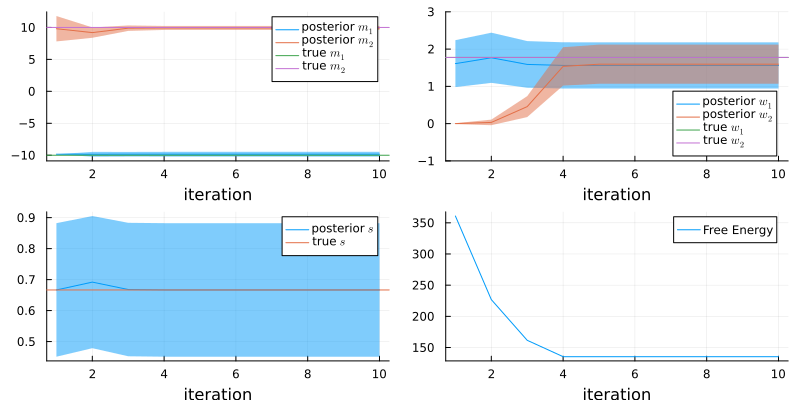 10
5
0
−5
−10
posterior m₁
posterior m₂
true m₁
true m₂
2 4 6 8 10
iteration
3
2
1
0
−1
posterior w₁
posterior w₂
true w₁
true w₂
2 4 6 8 10
iteration
0.9
0.8
0.7
0.6
0.5
posterior s
true s
2 4 6 8 10
iteration
350
300
250
200
150
Free Energy
2 4 6 8 10
iteration